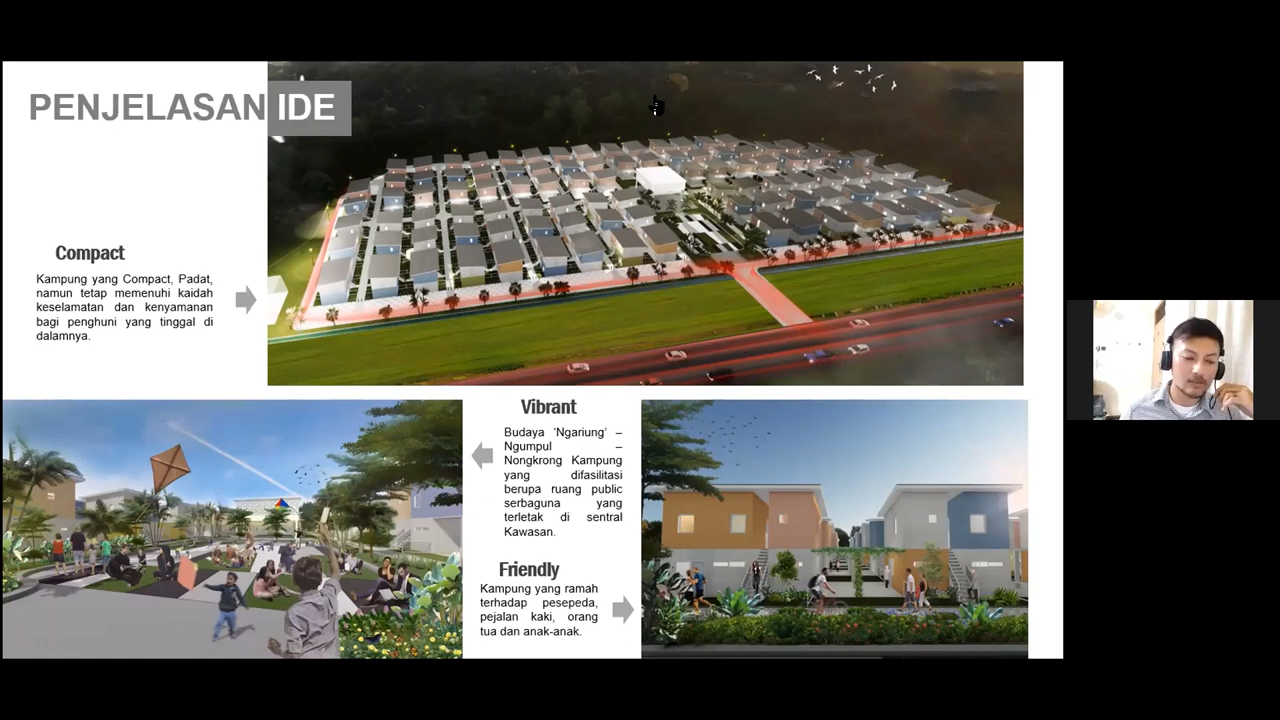 PENJELASAN IDE
Compact
Kampung yang Compact, Padat,
namun tetap memenuhi kaidah
keselamatan dan kenyamanan
bagi penghuni yang tinggal di
dalamnya.
Vibrant
Budaya ‘Ngariung’ –
Ngumpul –
Nongkrong Kampung
yang difasilitasi
berupa ruang public
serbaguna yang
terletak di sentral
Kawasan.
Friendly
Kampung yang ramah
terhadap pesepeda,
pejalan kaki, orang
tua dan anak-anak.